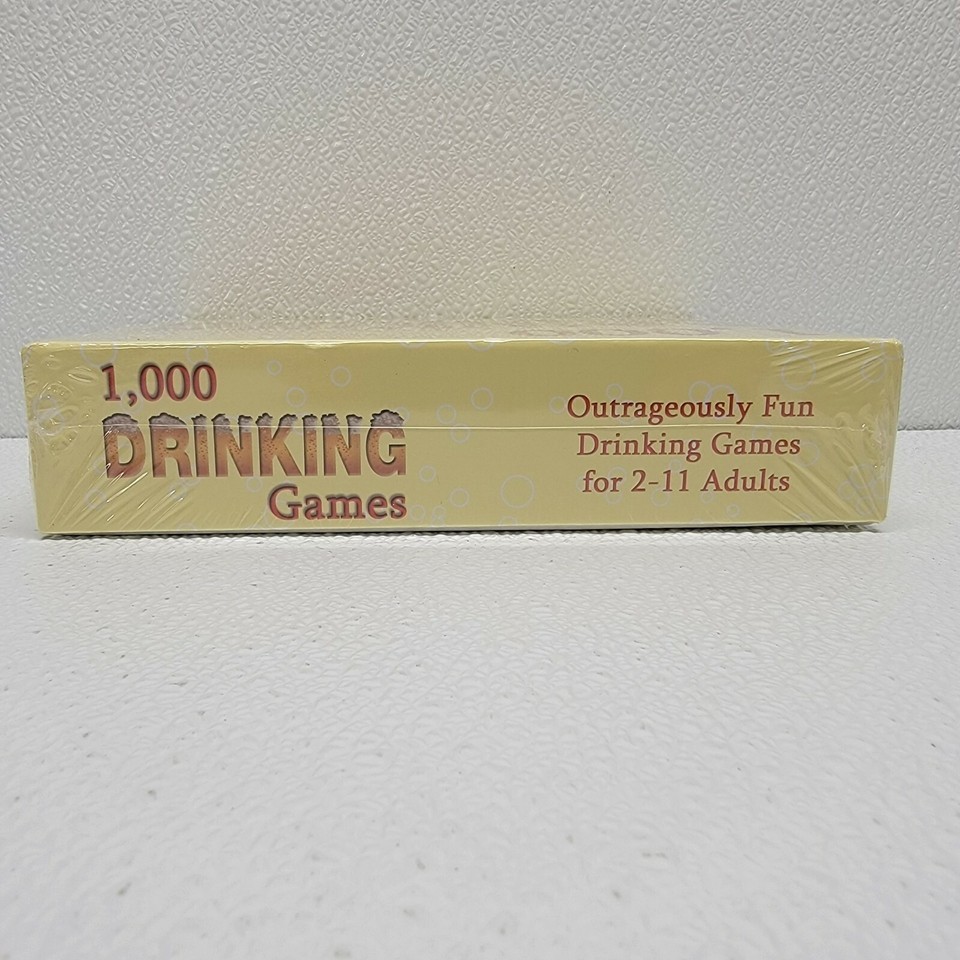 1,000
DRINKING
Games
Outrageously Fun
Drinking Games
for 2-11 Adults